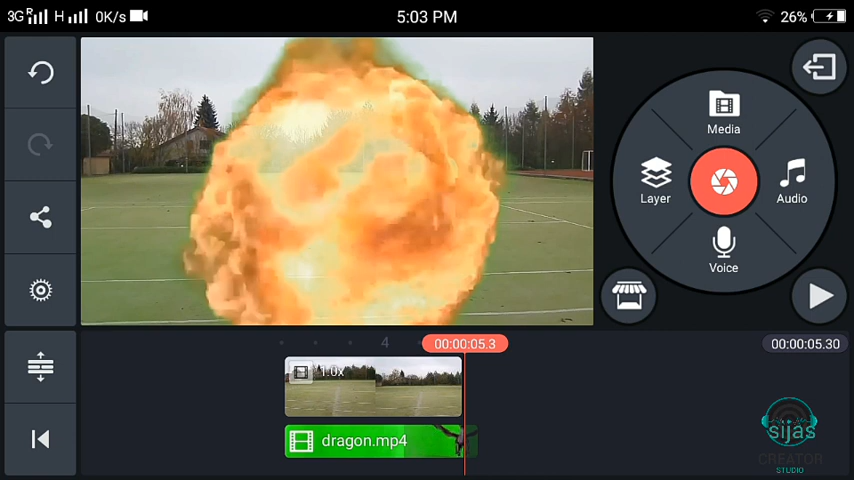 3G R H 0K/s 5:03 PM 26%
Media
Layer
Audio
Voice
4 00:00:05.3 00:00:05.30
1.0x
dragon.mp4
sijas
CREATOR
STUDIO